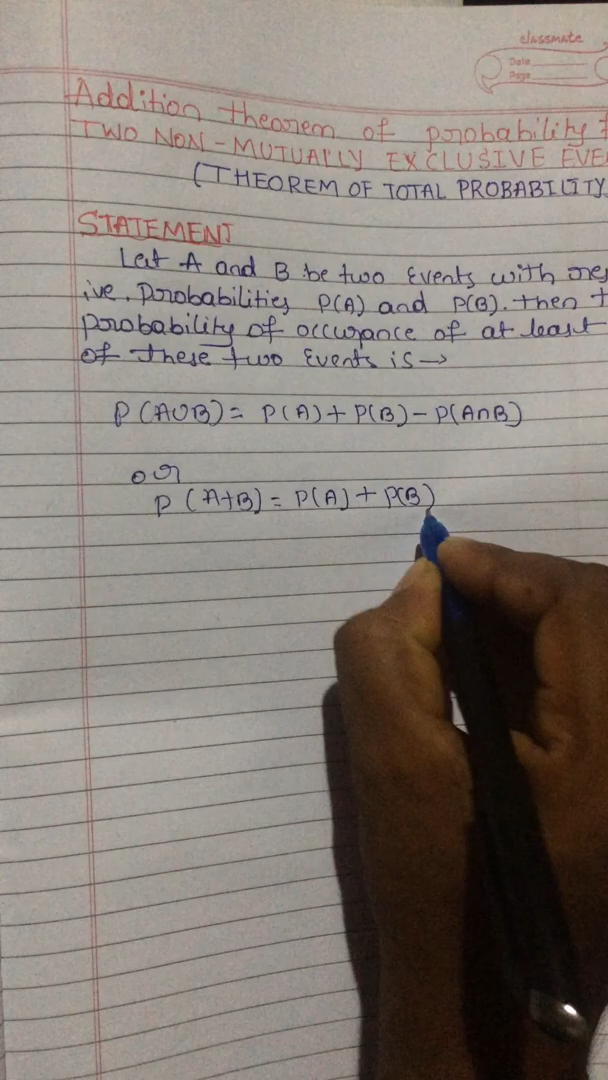 classmate
Date
Page
Addition theorem of probability
TWO NON-MUTUALLY EXCLUSIVE EVE
(THEOREM OF TOTAL PROBABILITY
STATEMENT
Let A and B be two Events with res
ive. Probabilities P(A) and P(B). then t
probability of occurance of at least
of these two Events is →
P (A∪B) = P(A) + P(B) - P(A∩B)
or
P (A+B) = P(A) + P(B)